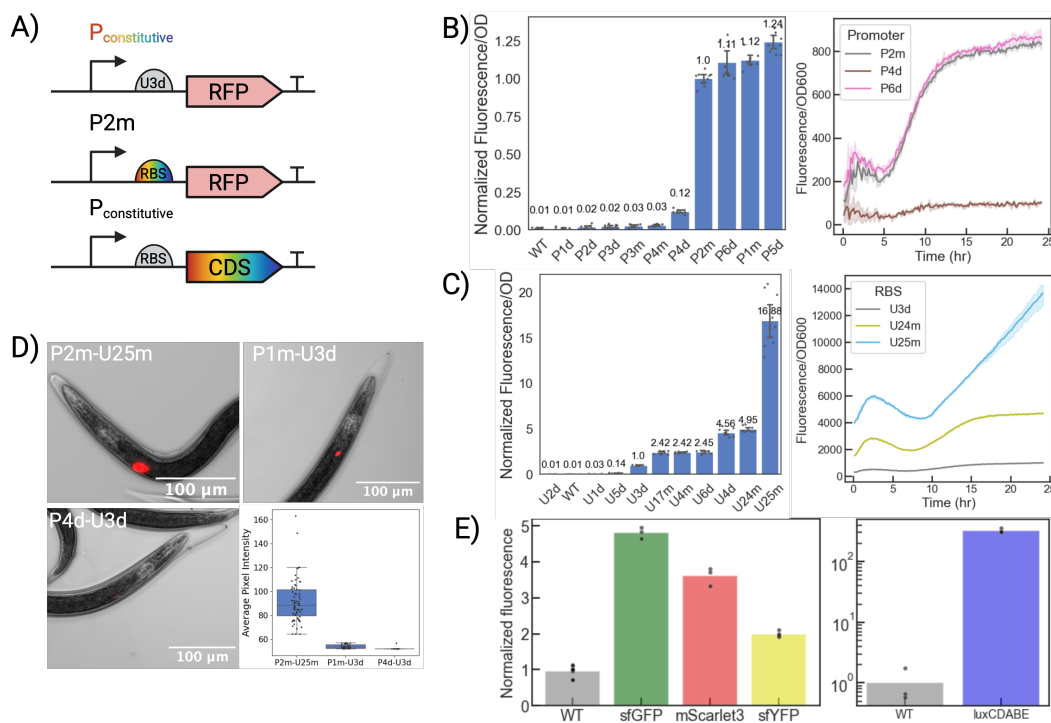 A)
Pconstitutive
U3d
RFP
P2m
RBS
RFP
Pconstitutive
RBS
CDS
B)
Normalized Fluorescence/OD
1.25
1.00
0.75
0.50
0.25
0.00
0.01 0.01 0.02 0.02 0.03 0.03 0.12 1.0 1.11 1.12 1.24
WT P1d P2d P3d P3m P4m P4d P2m P6d P1m P5d
Fluorescence/OD600
800
600
400
200
0
Promoter
P2m
P4d
P6d
0 5 10 15 20 25
Time (hr)
C)
Normalized Fluorescence/OD
20
15
10
5
0
0.01 0.01 0.03 0.14 1.0 2.42 2.42 2.45 4.56 4.95 16.88
U2d WT U1d U5d U3d U17m U4m U6d U4d U24m U25m
Fluorescence/OD600
14000
12000
10000
8000
6000
4000
2000
0
RBS
U3d
U24m
U25m
0 5 10 15 20 25
Time (hr)
D)
P2m-U25m
100 µm
P1m-U3d
100 µm
P4d-U3d
100 µm
Average Pixel Intensity
160
140
120
100
80
60
P2m-U25m P1m-U3d P4d-U3d
E)
Normalized fluorescence
5
4
3
2
1
0
WT sfGFP mScarlet3 sfYFP
10²
10¹
10⁰
WT luxCDABE